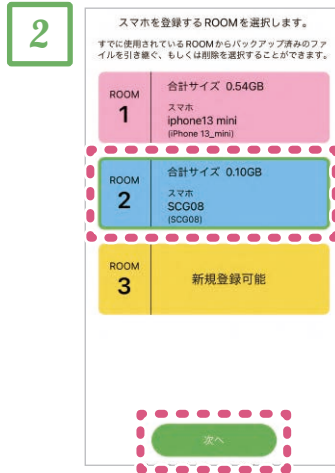 2
スマホを登録するROOMを選択します。
すでに使用されているROOMからバックアップ済みのファ
イルを引き継ぐ、もしくは削除を選択することができます。
ROOM
1
合計サイズ 0.54GB
スマホ
iphone13 mini
(iPhone 13_mini)
ROOM
2
合計サイズ 0.10GB
スマホ
SCG08
(SCG08)
ROOM
3
新規登録可能
次へ